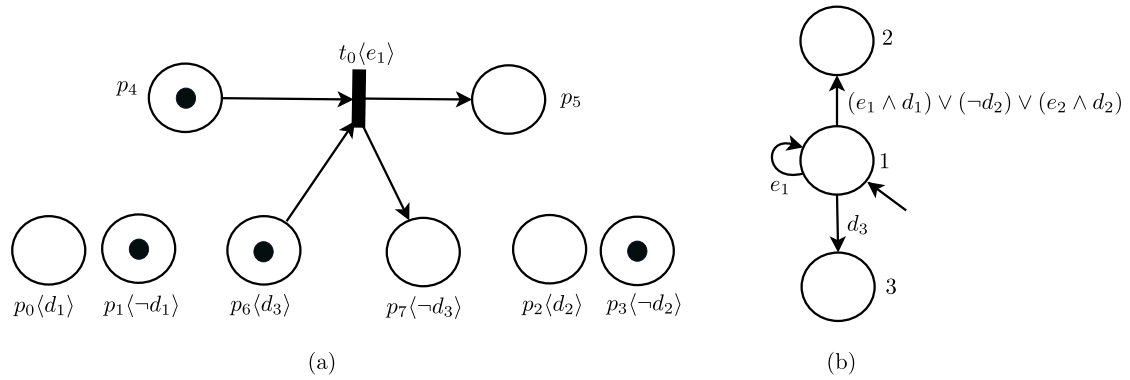 t₀⟨e₁⟩
p₄
p₅
p₀⟨d₁⟩ p₁⟨¬d₁⟩ p₆⟨d₃⟩ p₇⟨¬d₃⟩ p₂⟨d₂⟩ p₃⟨¬d₂⟩
(a)
2
(e₁ ∧ d₁) ∨ (¬d₂) ∨ (e₂ ∧ d₂)
1
e₁
d₃
3
(b)